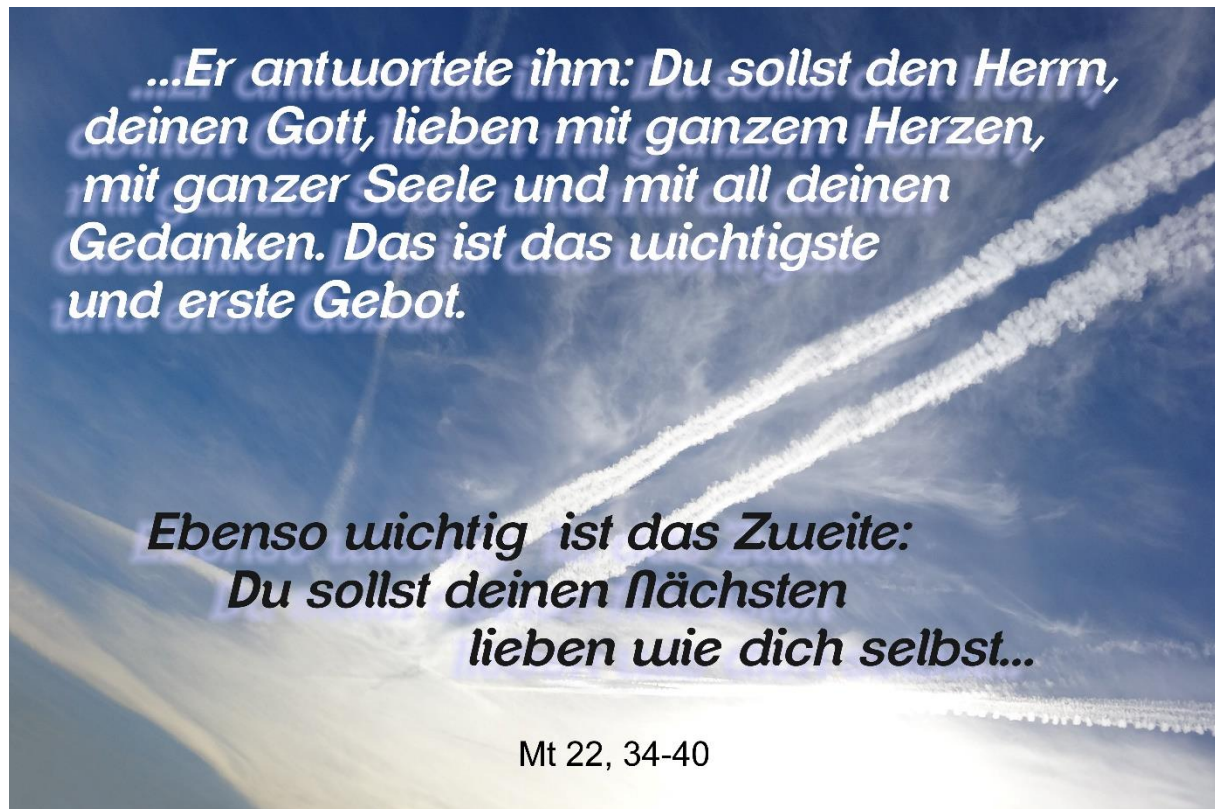 ...Er antwortete ihm: Du sollst den Herrn,
deinen Gott, lieben mit ganzem Herzen,
mit ganzer Seele und mit all deinen
Gedanken. Das ist das wichtigste
und erste Gebot.
Ebenso wichtig ist das Zweite:
Du sollst deinen Nächsten
lieben wie dich selbst...
Mt 22, 34-40